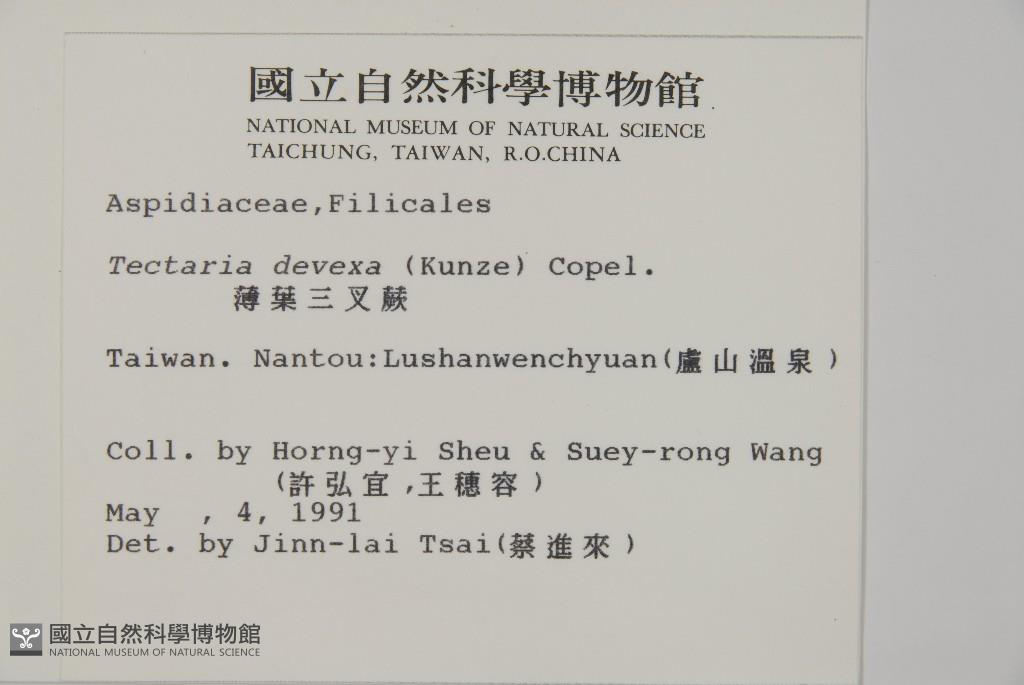 國立自然科學博物館
NATIONAL MUSEUM OF NATURAL SCIENCE
TAICHUNG, TAIWAN, R.O.CHINA
Aspidiaceae,Filicales
Tectaria devexa (Kunze) Copel.
薄葉三叉蕨
Taiwan. Nantou:Lushanwenchyuan(廬山溫泉)
Coll. by Horng-yi Sheu & Suey-rong Wang
(許弘宜,王穗容)
May , 4, 1991
Det. by Jinn-lai Tsai(蔡進來)
國立自然科學博物館
NATIONAL MUSEUM OF NATURAL SCIENCE